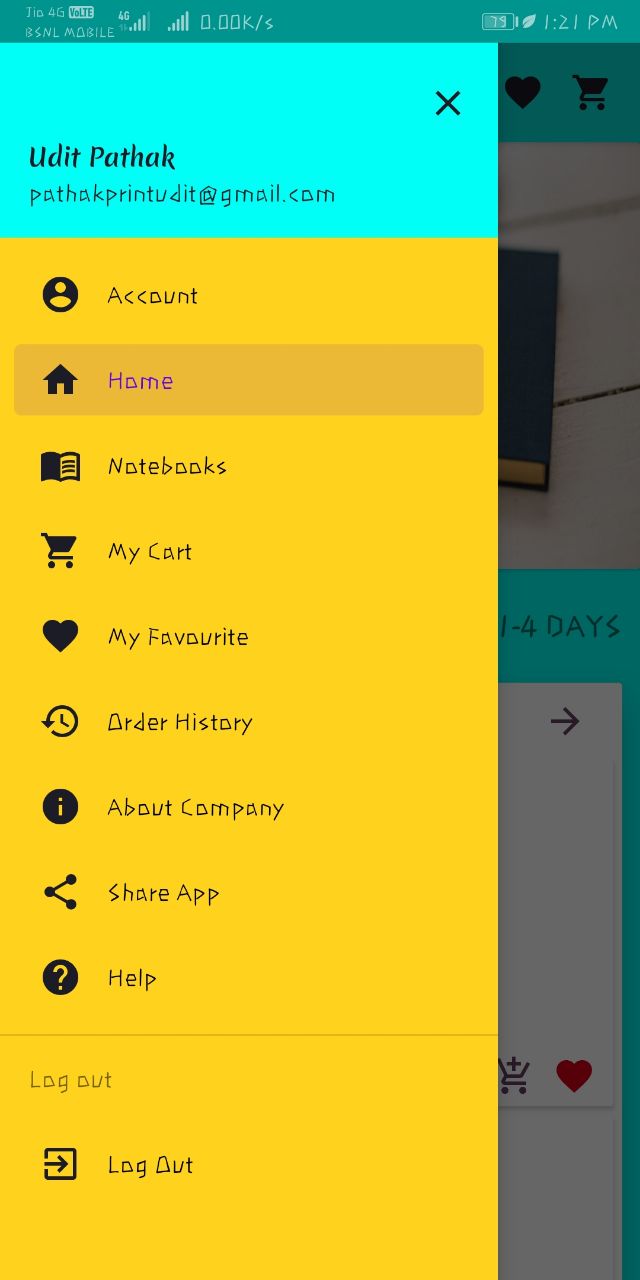 Jio 4G VoLTE 4G 0.00K/s 79 1:21 PM
BSNL MOBILE
Udit Pathak
pathakprintudit@gmail.com
Account
Home
Notebooks
My Cart
My Favourite
1-4 DAYS
Order History
About Company
Share App
Help
Log out
Log Out